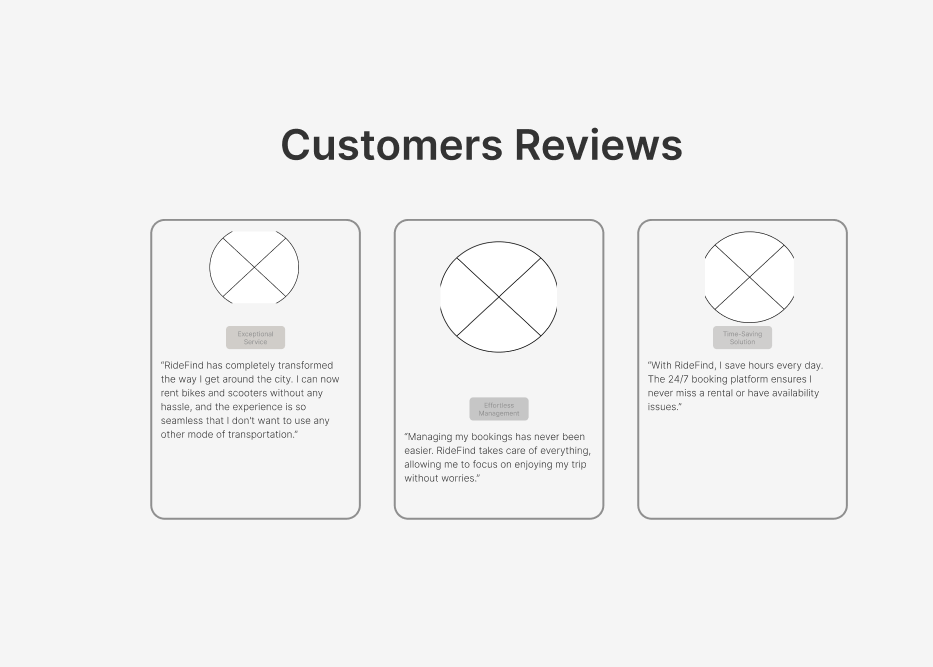 Customers Reviews
Exceptional
Service
“RideFind has completely transformed
the way I get around the city. I can now
rent bikes and scooters without any
hassle, and the experience is so
seamless that I don't want to use any
other mode of transportation.”
Effortless
Management
“Managing my bookings has never been
easier. RideFind takes care of everything,
allowing me to focus on enjoying my trip
without worries.”
Time-Saving
Solution
“With RideFind, I save hours every day.
The 24/7 booking platform ensures I
never miss a rental or have availability
issues.”